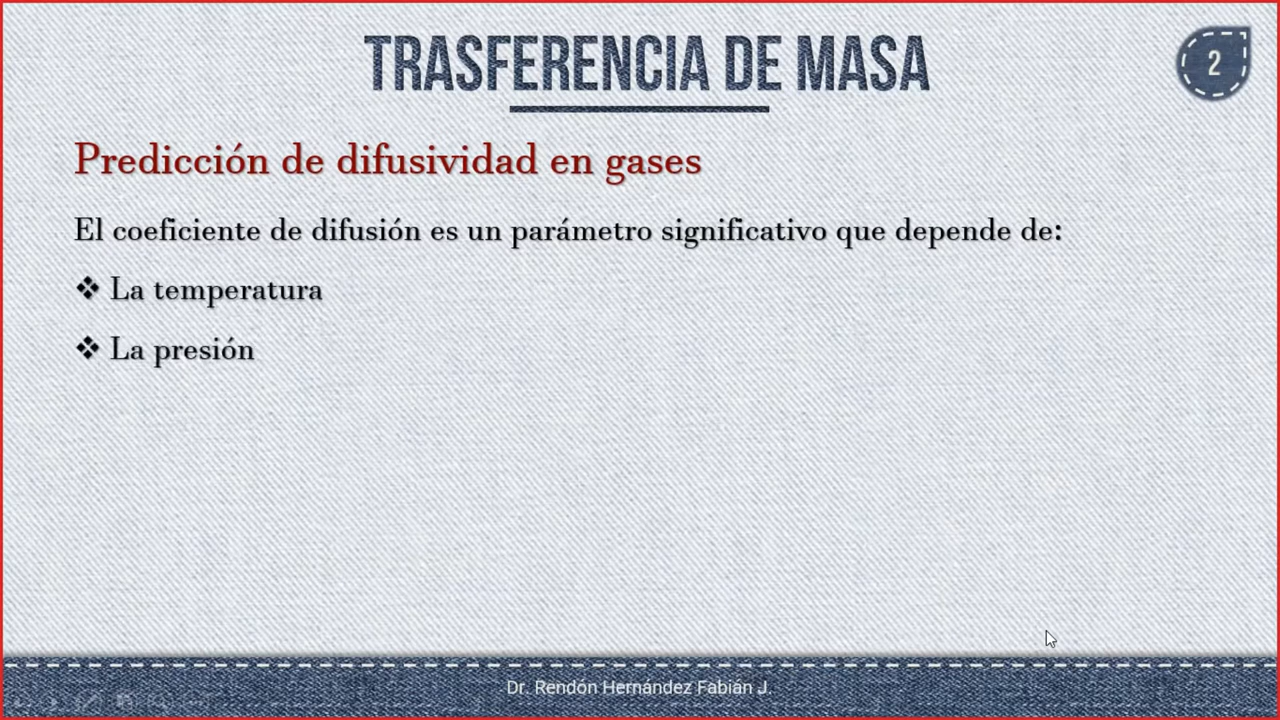 TRASFERENCIA DE MASA
2
Predicción de difusividad en gases
El coeficiente de difusión es un parámetro significativo que depende de:
❖ La temperatura
❖ La presión
Dr. Rendón Hernández Fabián J.